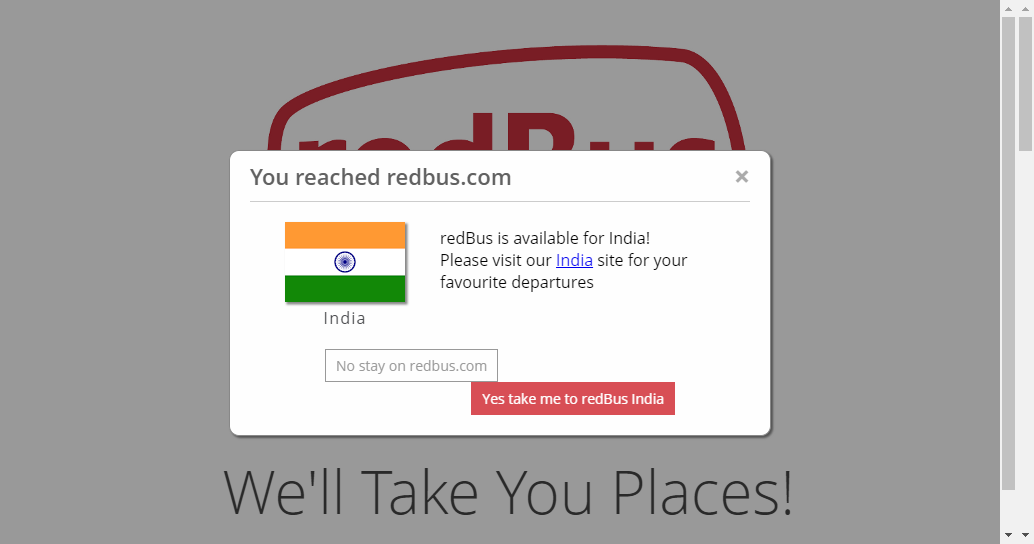 redBus
You reached redbus.com
×
redBus is available for India!
Please visit our India site for your
favourite departures
India
No stay on redbus.com
Yes take me to redBus India
We'll Take You Places!